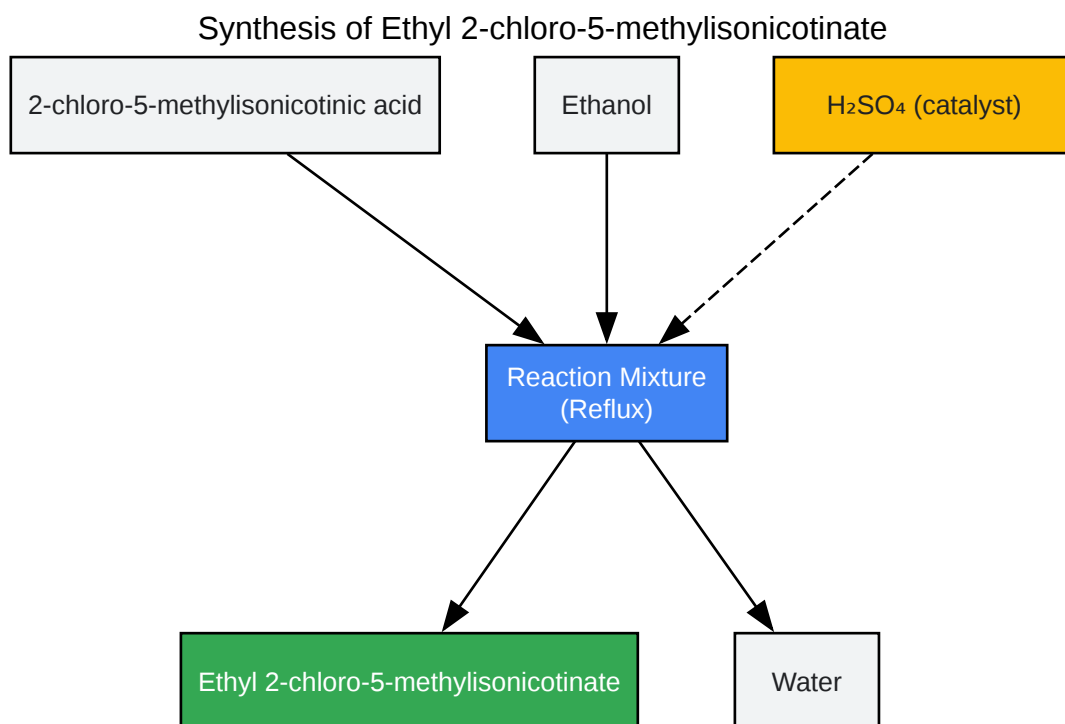 Synthesis of Ethyl 2-chloro-5-methylisonicotinate
2-chloro-5-methylisonicotinic acid
Ethanol
H₂SO₄ (catalyst)
Reaction Mixture
(Reflux)
Ethyl 2-chloro-5-methylisonicotinate
Water